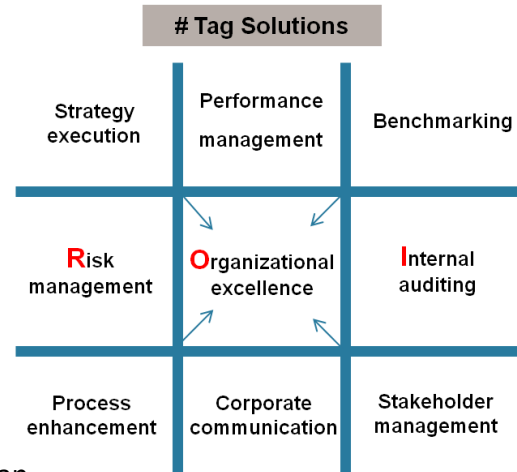 # Tag Solutions
Strategy
execution
Performance
management
Benchmarking
Risk
management
Organizational
excellence
Internal
auditing
Process
enhancement
Corporate
communication
Stakeholder
management